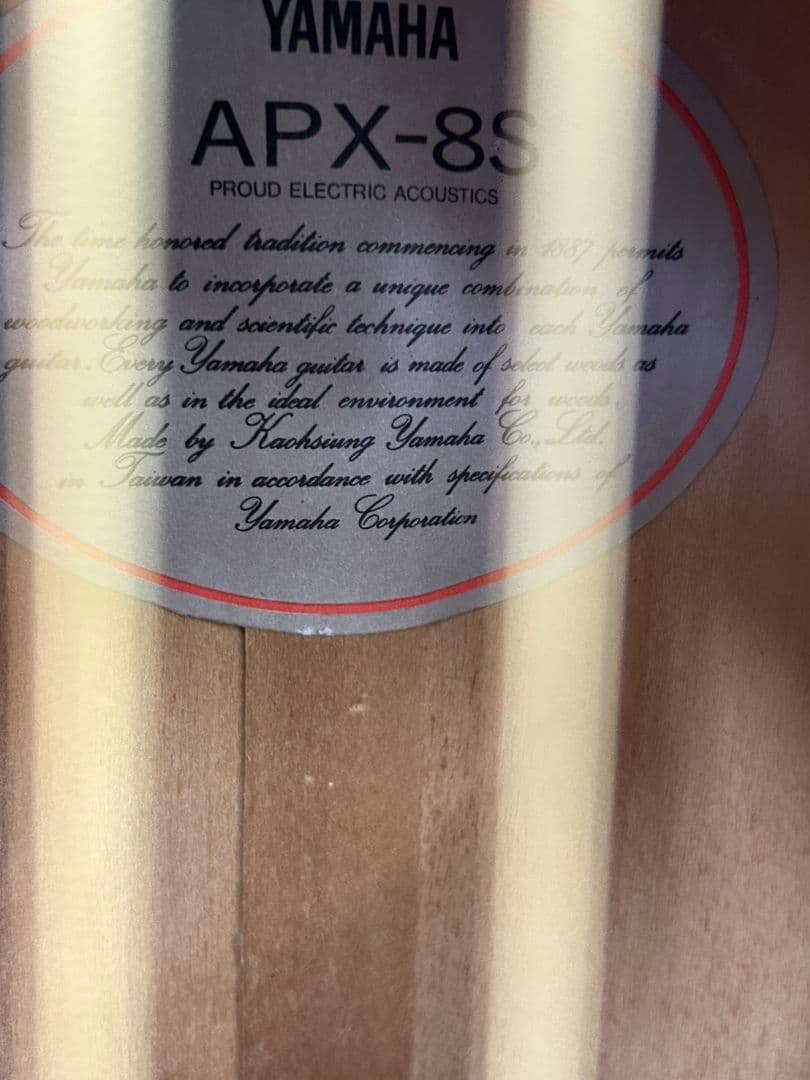 YAMAHA
APX-8S
PROUD ELECTRIC ACOUSTICS
The time-honored tradition commencing in 1887 permits
Yamaha to incorporate a unique combination of
woodworking and scientific technique into each Yamaha
guitar. Every Yamaha guitar is made of select woods as
well as in the ideal environment for woods.
Made by Kaohsiung Yamaha Co., Ltd.
in Taiwan in accordance with specifications of
Yamaha Corporation